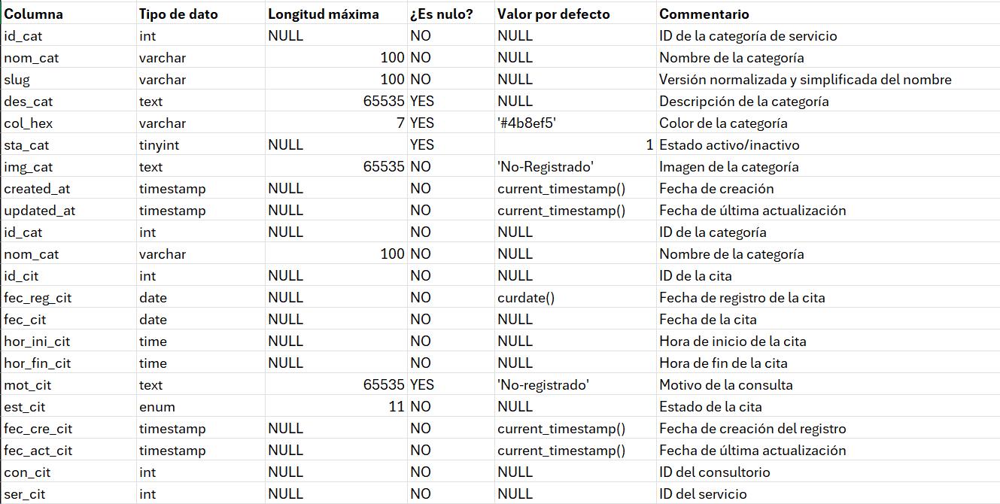 Columna Tipo de dato Longitud máxima ¿Es nulo? Valor por defecto Commentario
id_cat int NULL NO NULL ID de la categoría de servicio
nom_cat varchar 100 NO NULL Nombre de la categoría
slug varchar 100 NO NULL Versión normalizada y simplificada del nombre
des_cat text 65535 YES NULL Descripción de la categoría
col_hex varchar 7 YES '#4b8ef5' Color de la categoría
sta_cat tinyint NULL YES 1 Estado activo/inactivo
img_cat text 65535 NO 'No-Registrado' Imagen de la categoría
created_at timestamp NULL NO current_timestamp() Fecha de creación
updated_at timestamp NULL NO current_timestamp() Fecha de última actualización
id_cat int NULL NO NULL ID de la categoría
nom_cat varchar 100 NO NULL Nombre de la categoría
id_cit int NULL NO NULL ID de la cita
fec_reg_cit date NULL NO curdate() Fecha de registro de la cita
fec_cit date NULL NO NULL Fecha de la cita
hor_ini_cit time NULL NO NULL Hora de inicio de la cita
hor_fin_cit time NULL NO NULL Hora de fin de la cita
mot_cit text 65535 YES 'No-registrado' Motivo de la consulta
est_cit enum 11 NO NULL Estado de la cita
fec_cre_cit timestamp NULL NO current_timestamp() Fecha de creación del registro
fec_act_cit timestamp NULL NO current_timestamp() Fecha de última actualización
con_cit int NULL NO NULL ID del consultorio
ser_cit int NULL NO NULL ID del servicio